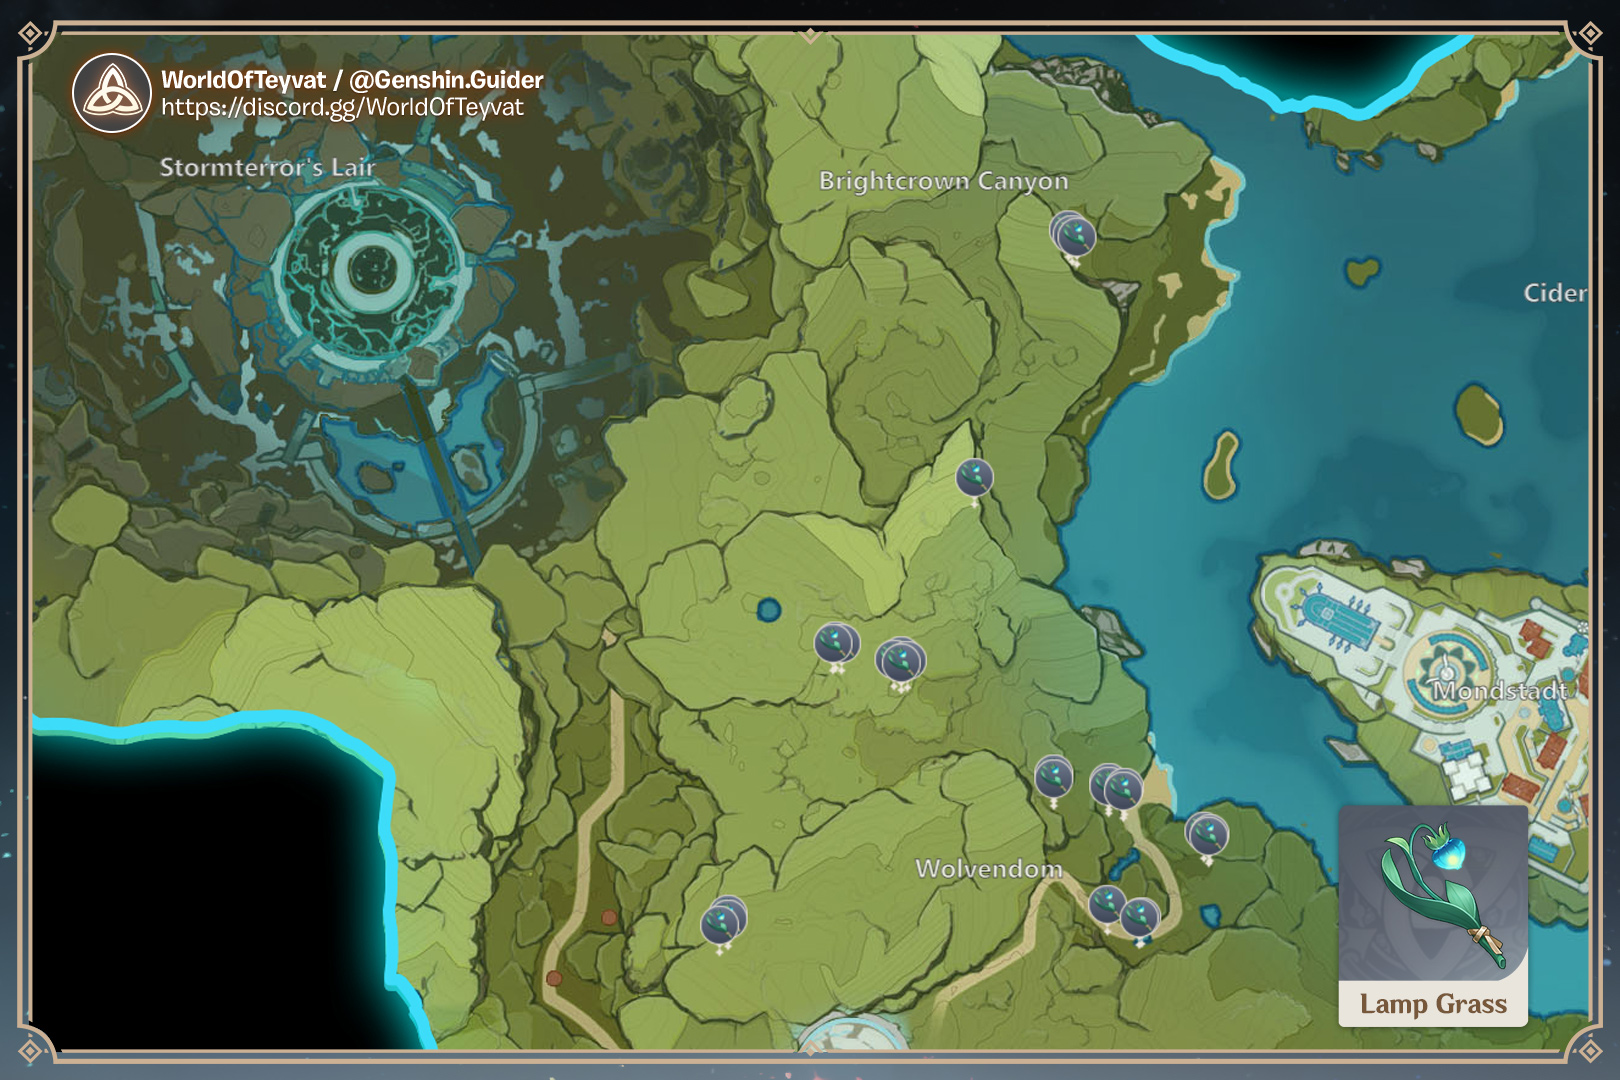 WorldOfTeyvat / @Genshin.Guider
https://discord.gg/WorldOfTeyvat
Stormterror's Lair
Brightcrown Canyon
Cider
Mondstadt
Wolvendom
Lamp Grass